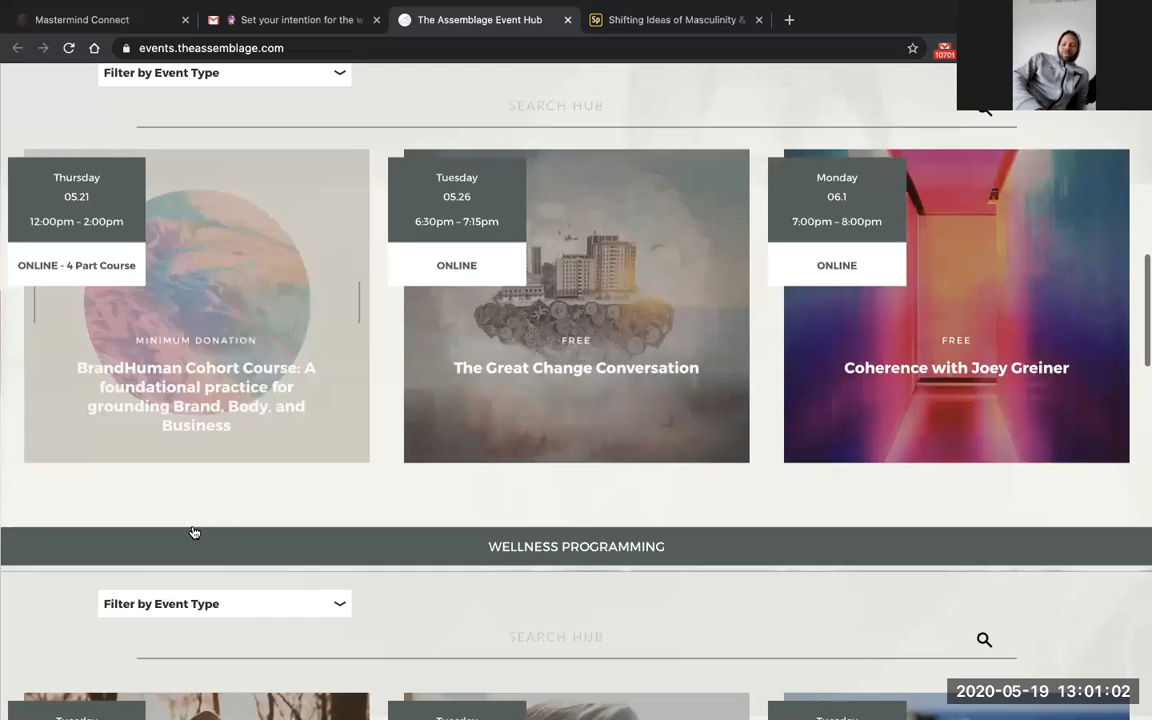 Mastermind Connect
Set your intention for the w
The Assemblage Event Hub
Shifting Ideas of Masculinity &
events.theassemblage.com
10701
Filter by Event Type
SEARCH HUB
Thursday
05.21
12:00pm – 2:00pm
ONLINE - 4 Part Course
MINIMUM DONATION
BrandHuman Cohort Course: A
foundational practice for
grounding Brand, Body, and
Business
Tuesday
05.26
6:30pm – 7:15pm
ONLINE
FREE
The Great Change Conversation
Monday
06.1
7:00pm – 8:00pm
ONLINE
FREE
Coherence with Joey Greiner
WELLNESS PROGRAMMING
Filter by Event Type
SEARCH HUB
2020-05-19 13:01:02
Tuesday
Tuesday
Tuesday